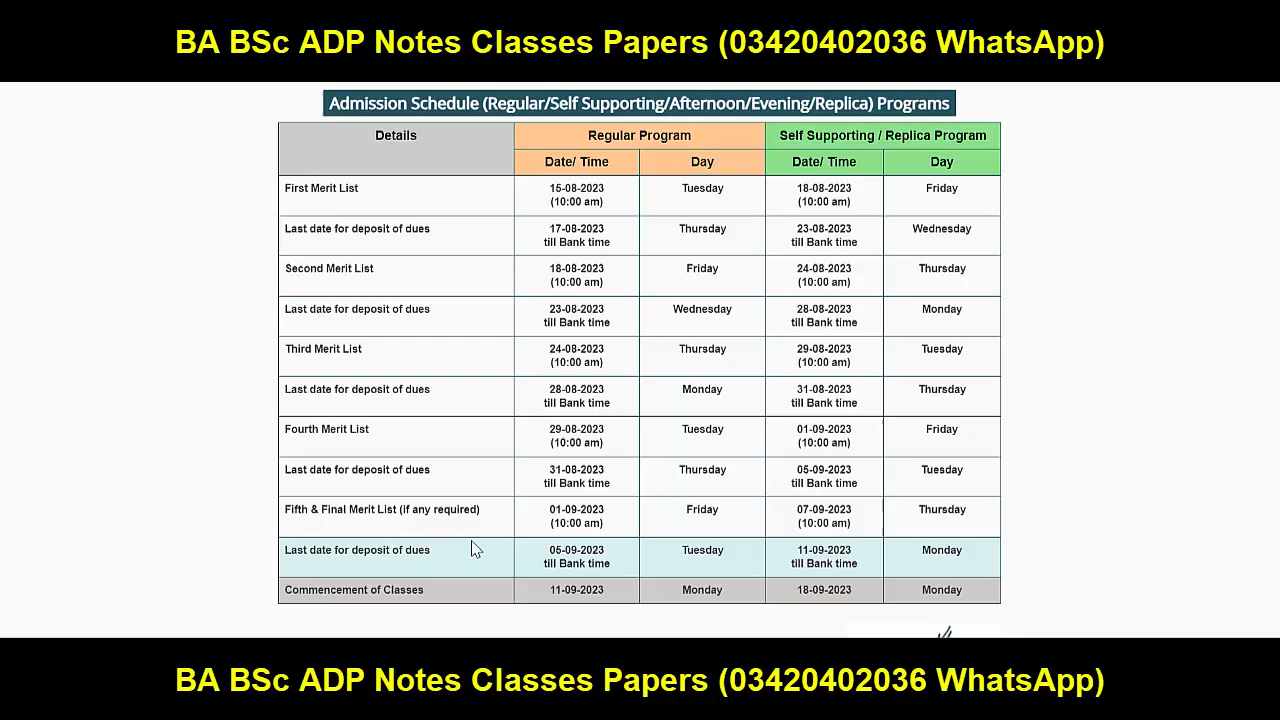 BA BSc ADP Notes Classes Papers (03420402036 WhatsApp)
Admission Schedule (Regular/Self Supporting/Afternoon/Evening/Replica) Programs
Details Regular Program Self Supporting / Replica Program
Date/ Time Day Date/ Time Day
First Merit List 15-08-2023 Tuesday 18-08-2023 Friday
(10:00 am) (10:00 am)
Last date for deposit of dues 17-08-2023 Thursday 23-08-2023 Wednesday
till Bank time till Bank time
Second Merit List 18-08-2023 Friday 24-08-2023 Thursday
(10:00 am) (10:00 am)
Last date for deposit of dues 23-08-2023 Wednesday 28-08-2023 Monday
till Bank time till Bank time
Third Merit List 24-08-2023 Thursday 29-08-2023 Tuesday
(10:00 am) (10:00 am)
Last date for deposit of dues 28-08-2023 Monday 31-08-2023 Thursday
till Bank time till Bank time
Fourth Merit List 29-08-2023 Tuesday 01-09-2023 Friday
(10:00 am) (10:00 am)
Last date for deposit of dues 31-08-2023 Thursday 05-09-2023 Tuesday
till Bank time till Bank time
Fifth & Final Merit List (if any required) 01-09-2023 Friday 07-09-2023 Thursday
(10:00 am) (10:00 am)
Last date for deposit of dues 05-09-2023 Tuesday 11-09-2023 Monday
till Bank time till Bank time
Commencement of Classes 11-09-2023 Monday 18-09-2023 Monday
BA BSc ADP Notes Classes Papers (03420402036 WhatsApp)